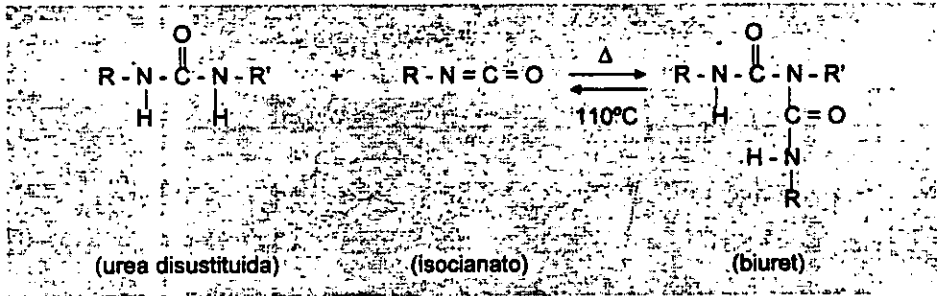 O O
R - N - C - N - R' + R - N = C = O Δ R - N - C - N - R'
H H 110ºC H C = O
H - N
R
(urea disustituida) (isocianato) (biuret)